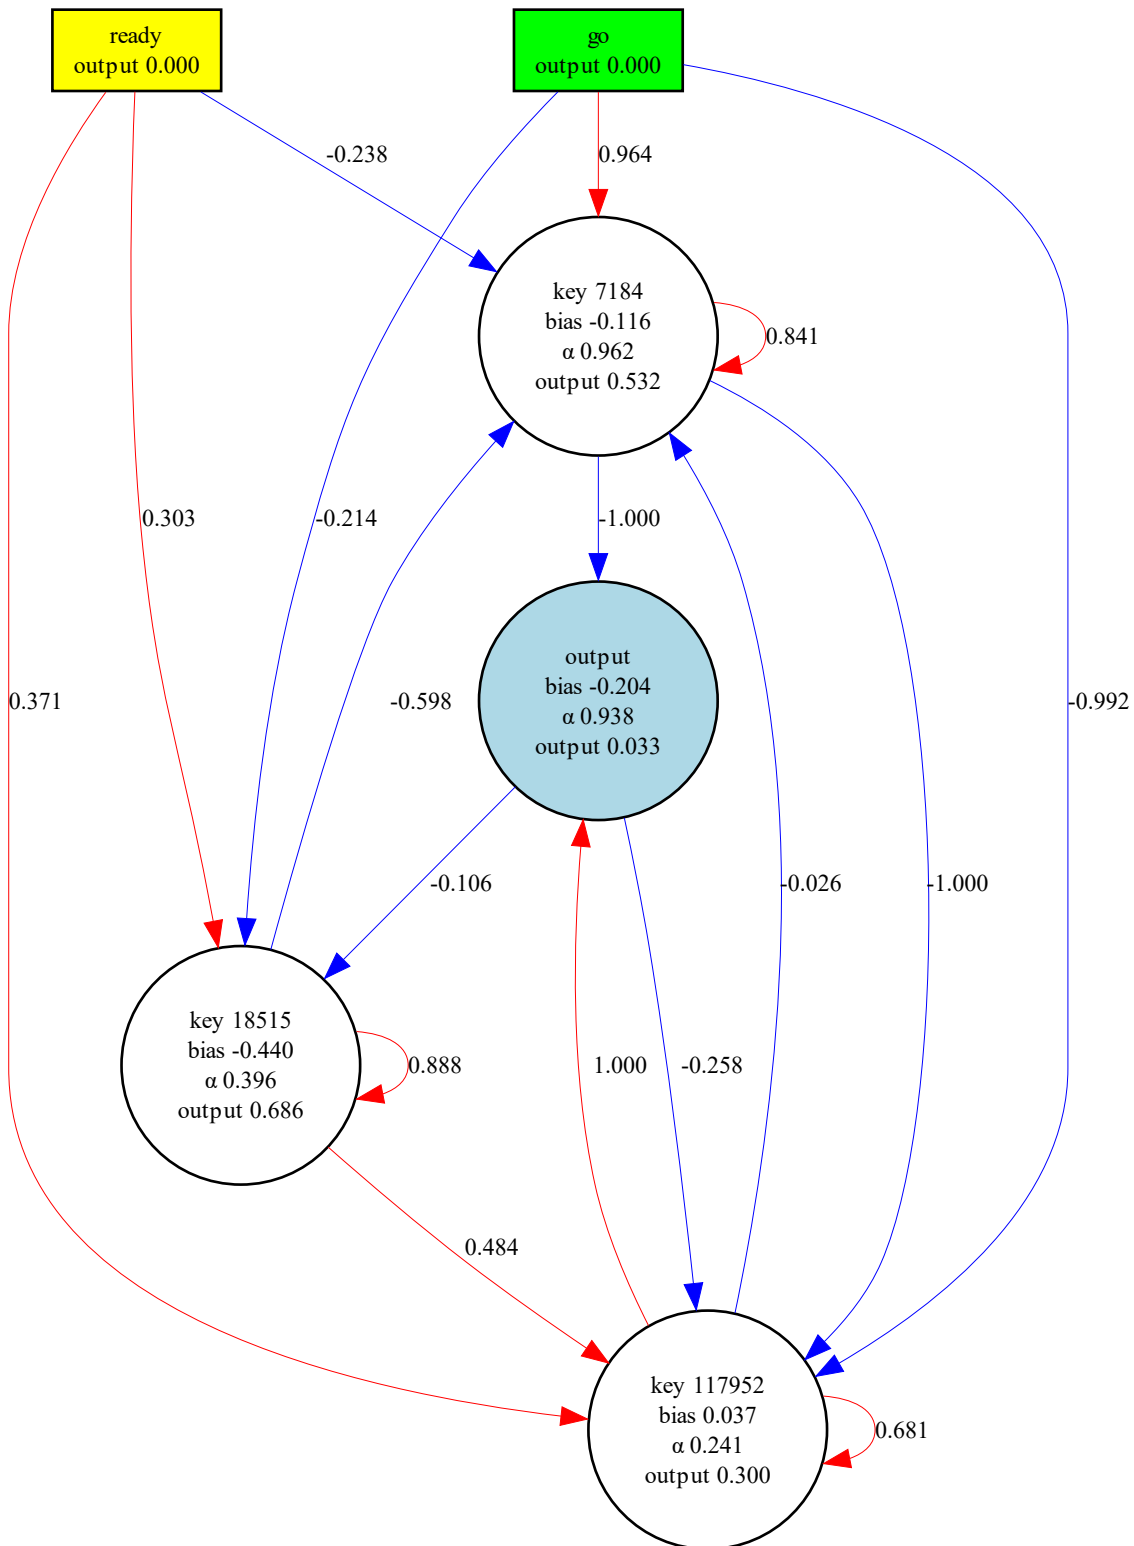 ready
output 0.000
go
output 0.000
-0.238
0.964
key 7184
bias -0.116
α 0.962
output 0.532
0.841
0.303
-0.214
-1.000
output
bias -0.204
α 0.938
output 0.033
0.371
-0.598
-0.992
-0.106
-0.026
-1.000
key 18515
bias -0.440
α 0.396
output 0.686
0.888
1.000
-0.258
0.484
key 117952
bias 0.037
α 0.241
output 0.300
0.681